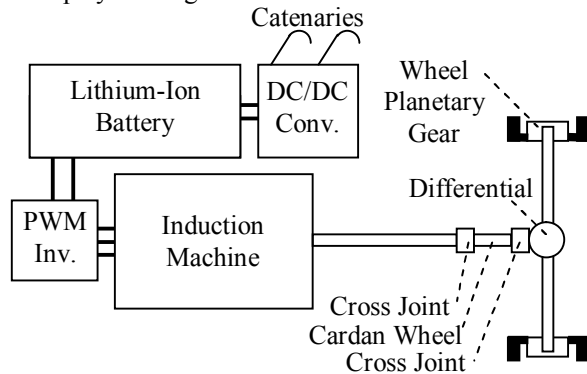 Catenaries
Lithium-Ion
Battery
DC/DC
Conv.
Wheel
Planetary
Gear
Differential
PWM
Inv.
Induction
Machine
Cross Joint
Cardan Wheel
Cross Joint